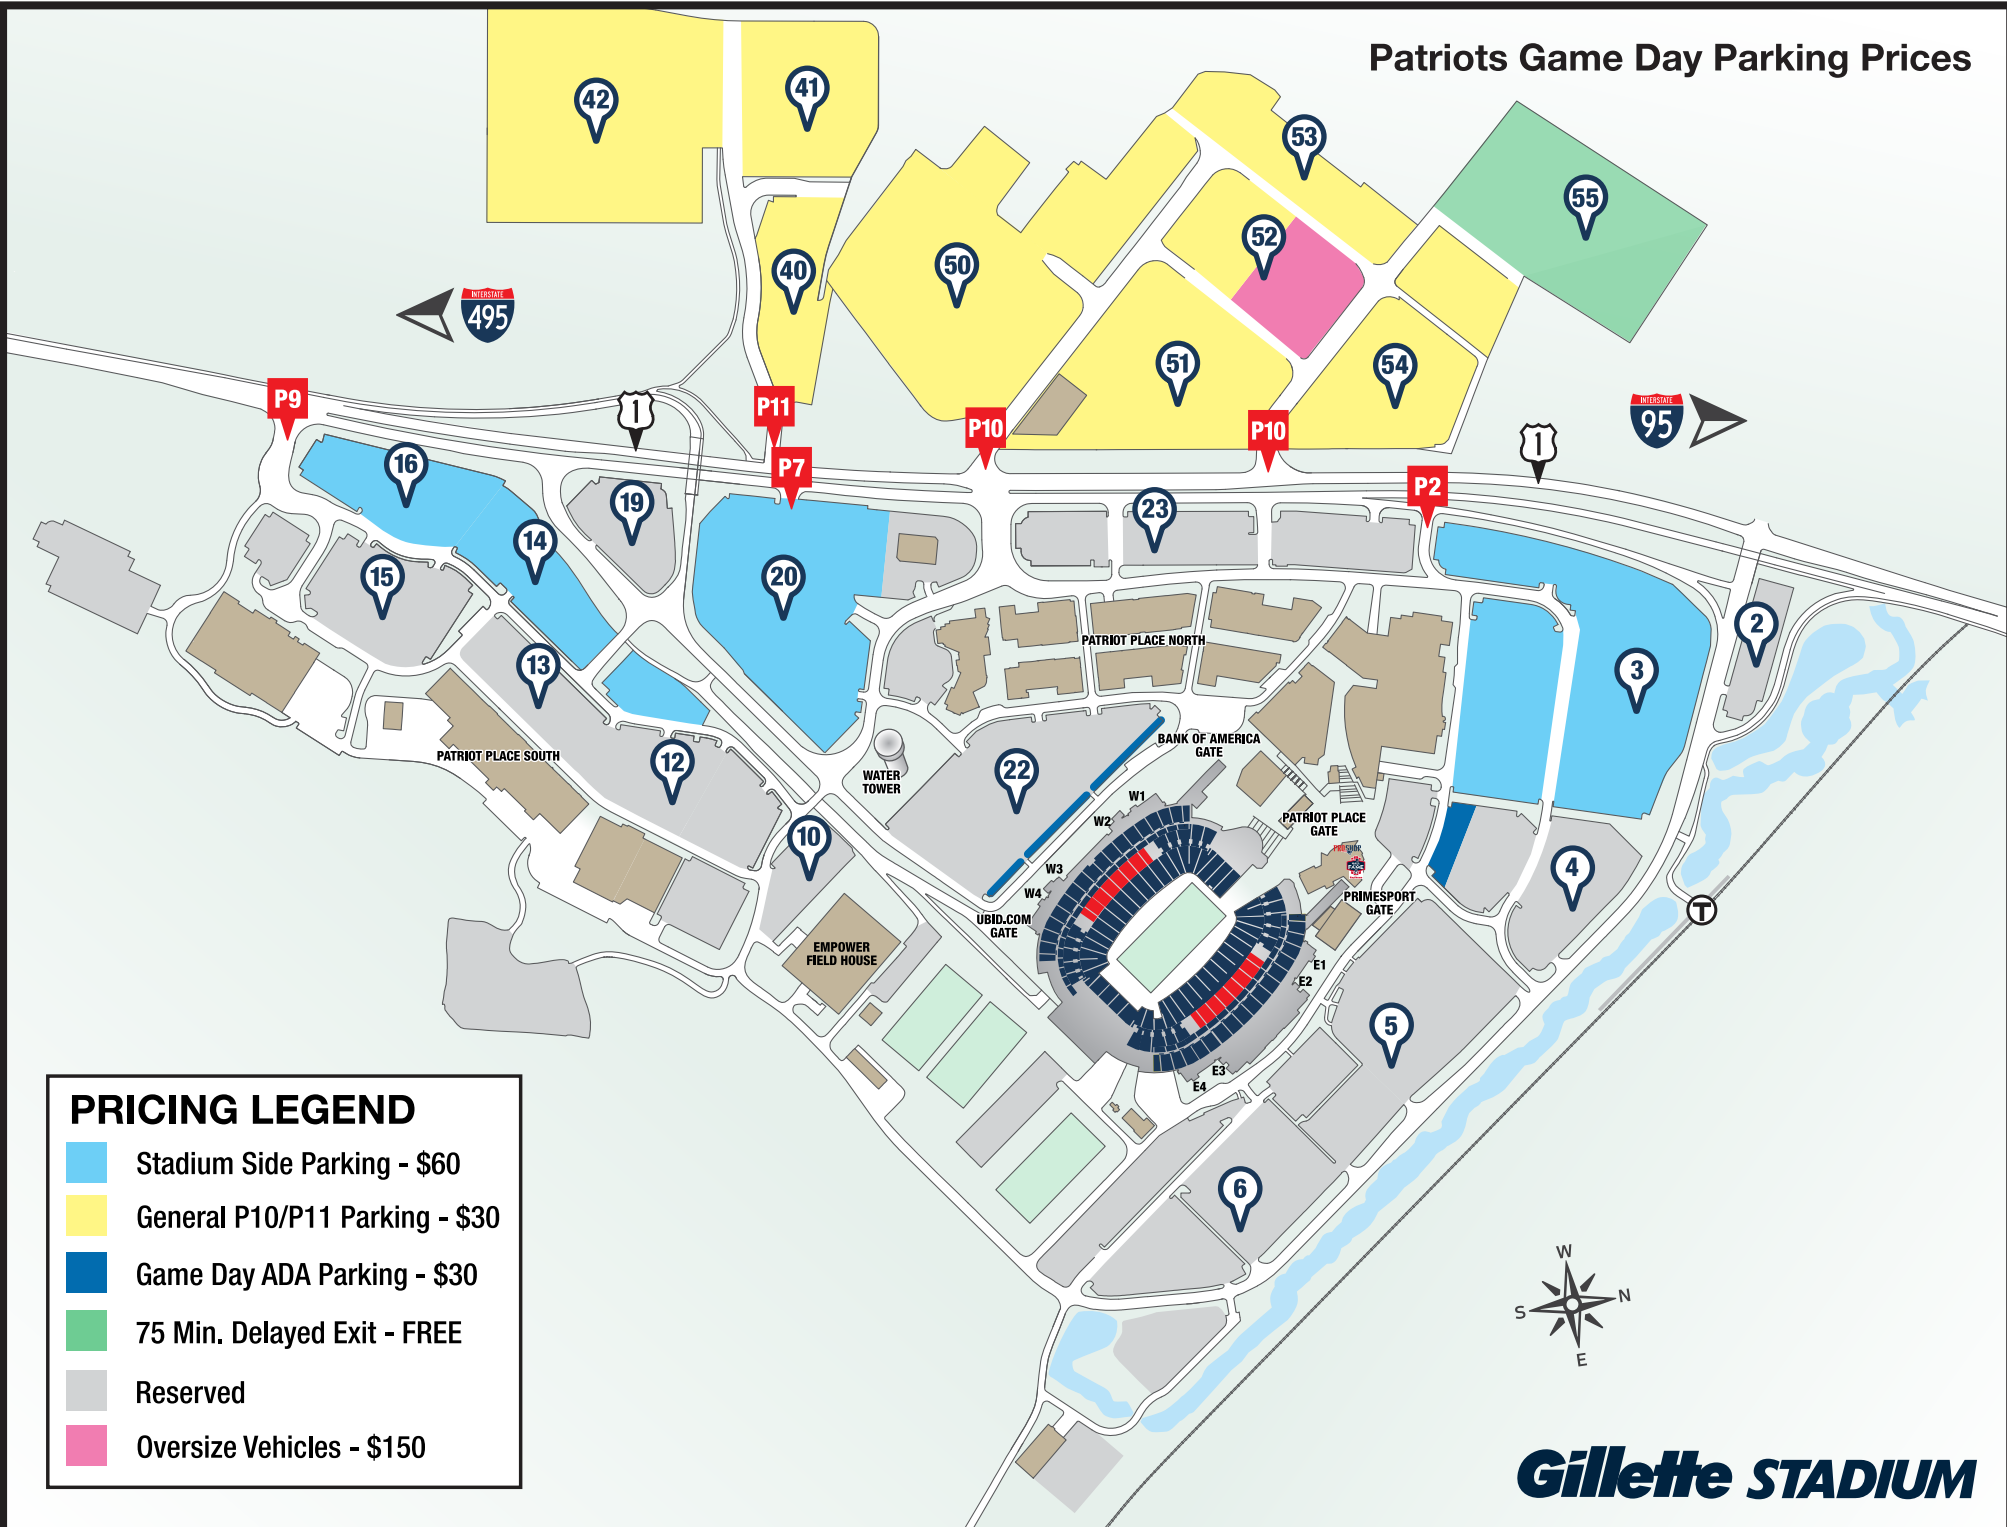 Patriots Game Day Parking Prices
42
41
53
55
52
40
50
INTERSTATE
495
51
54
INTERSTATE
95
P9
1
P11
P10
P10
1
P7
P2
16
19
23
14
15
20
2
13
3
PATRIOT PLACE NORTH
PATRIOT PLACE SOUTH
12
WATER
TOWER
22
BANK OF AMERICA
GATE
W1
W2
10
PATRIOT PLACE
GATE
PROSHOP
W3
W4
4
UBID.COM
GATE
PRIMESPORT
GATE
T
EMPOWER
FIELD HOUSE
E1
E2
5
E3
E4
6
PRICING LEGEND
Stadium Side Parking - $60
General P10/P11 Parking - $30
Game Day ADA Parking - $30
75 Min. Delayed Exit - FREE
Reserved
Oversize Vehicles - $150
W
N
S
E
Gillette STADIUM